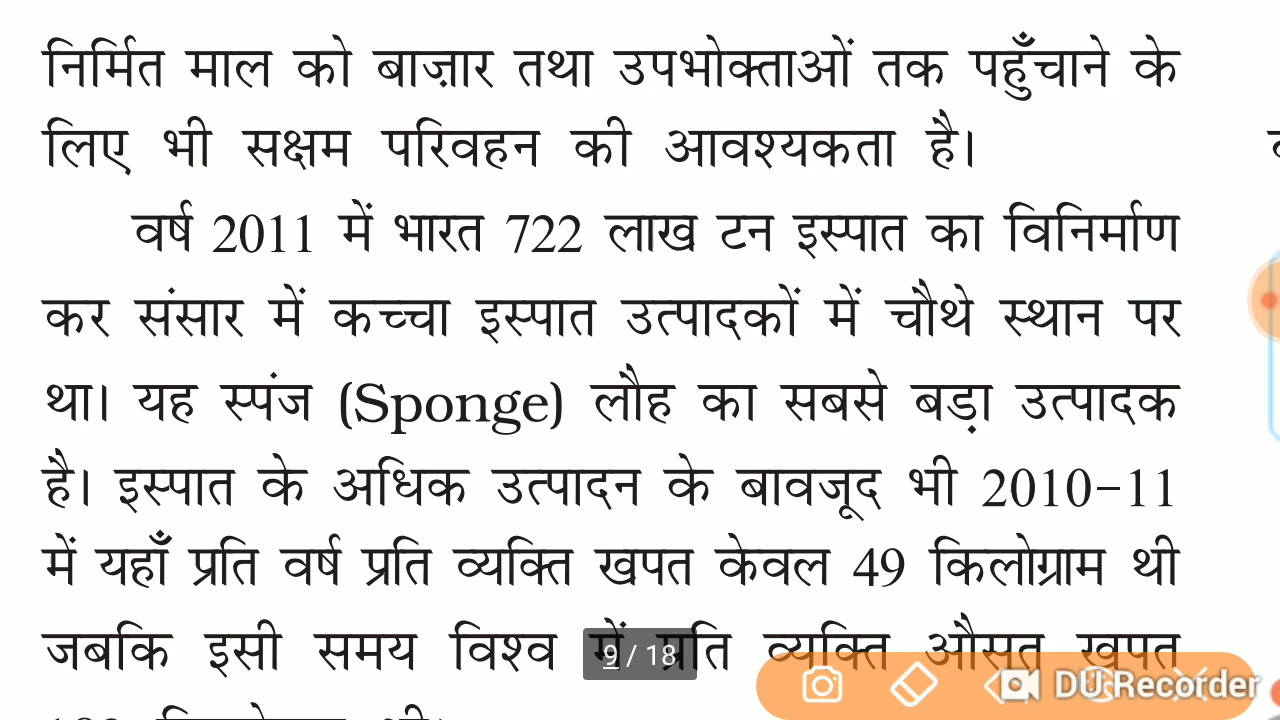 निर्मित माल को बाज़ार तथा उपभोक्ताओं तक पहुँचाने के
लिए भी सक्षम परिवहन की आवश्यकता है।
वर्ष 2011 में भारत 722 लाख टन इस्पात का विनिर्माण
कर संसार में कच्चा इस्पात उत्पादकों में चौथे स्थान पर
था। यह स्पंज (Sponge) लौह का सबसे बड़ा उत्पादक
है। इस्पात के अधिक उत्पादन के बावजूद भी 2010-11
में यहाँ प्रति वर्ष प्रति व्यक्ति खपत केवल 49 किलोग्राम थी
जबकि इसी समय विश्व में प्रति व्यक्ति औसत खपत
9 / 18
DU Recorder